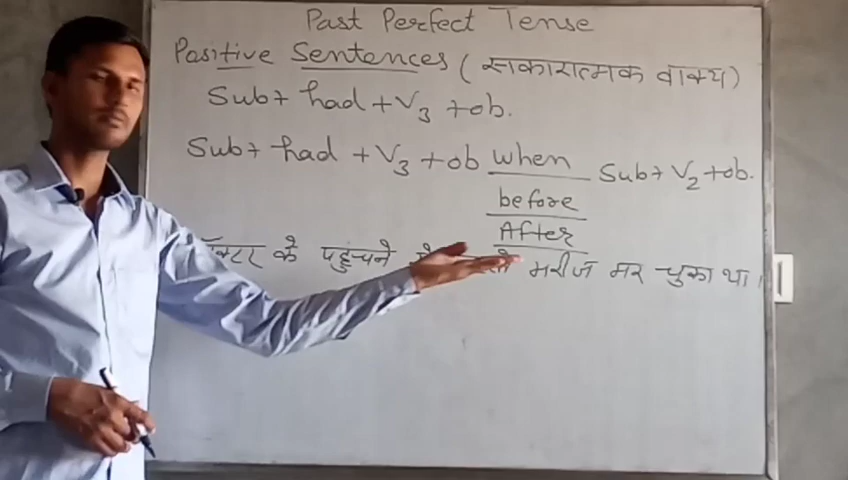 Past Perfect Tense
Positive Sentences (सकारात्मक वाक्य)
Sub+ had + V3 + ob.
Sub+ had + V3 + ob when Sub+ V2 + ob.
before
After
के पहुंचने मरीज मर चुका था।